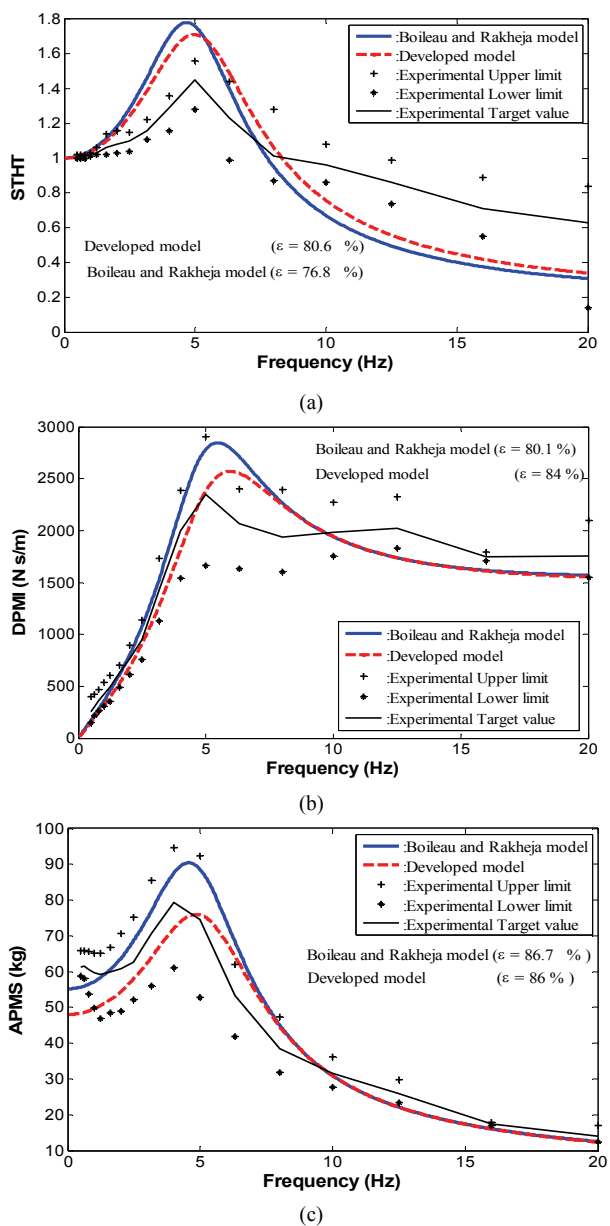 1.8
1.6
1.4
1.2
1
0.8
0.6
0.4
0.2
0
STHT
:Boileau and Rakheja model
:Developed model
:Experimental Upper limit
:Experimental Lower limit
:Experimental Target value
Developed model (ε = 80.6 %)
Boileau and Rakheja model (ε = 76.8 %)
0 5 10 15 20
Frequency (Hz)
(a)
3000
2500
2000
1500
1000
500
0
DPMI (N s/m)
Boileau and Rakheja model (ε = 80.1 %)
Developed model (ε = 84 %)
:Boileau and Rakheja model
:Developed model
:Experimental Upper limit
:Experimental Lower limit
:Experimental Target value
0 5 10 15 20
Frequency (Hz)
(b)
100
90
80
70
60
50
40
30
20
10
APMS (kg)
:Boileau and Rakheja model
:Developed model
:Experimental Upper limit
:Experimental Lower limit
:Experimental Target value
Boileau and Rakheja model (ε = 86.7 % )
Developed model (ε = 86 % )
0 5 10 15 20
Frequency (Hz)
(c)